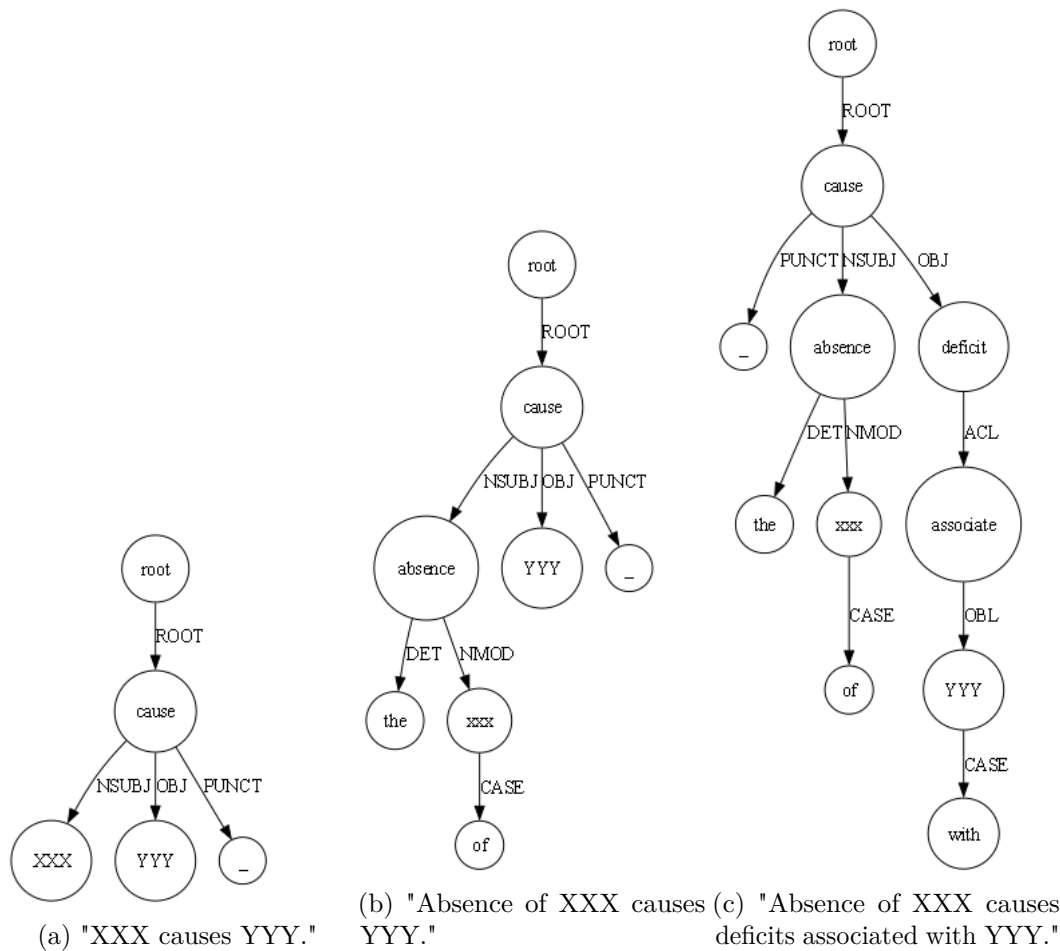 root
ROOT
cause
NSUBJ OBJ PUNCT
XXX YYY _
(a) "XXX causes YYY."
root
ROOT
cause
NSUBJ OBJ PUNCT
absence YYY _
DET NMOD
the xxx
CASE
of
(b) "Absence of XXX causes
YYY."
root
ROOT
cause
PUNCT NSUBJ OBJ
_ absence deficit
DET NMOD ACL
the xxx associate
CASE OBL
of YYY
CASE
with
(c) "Absence of XXX causes
deficits associated with YYY."